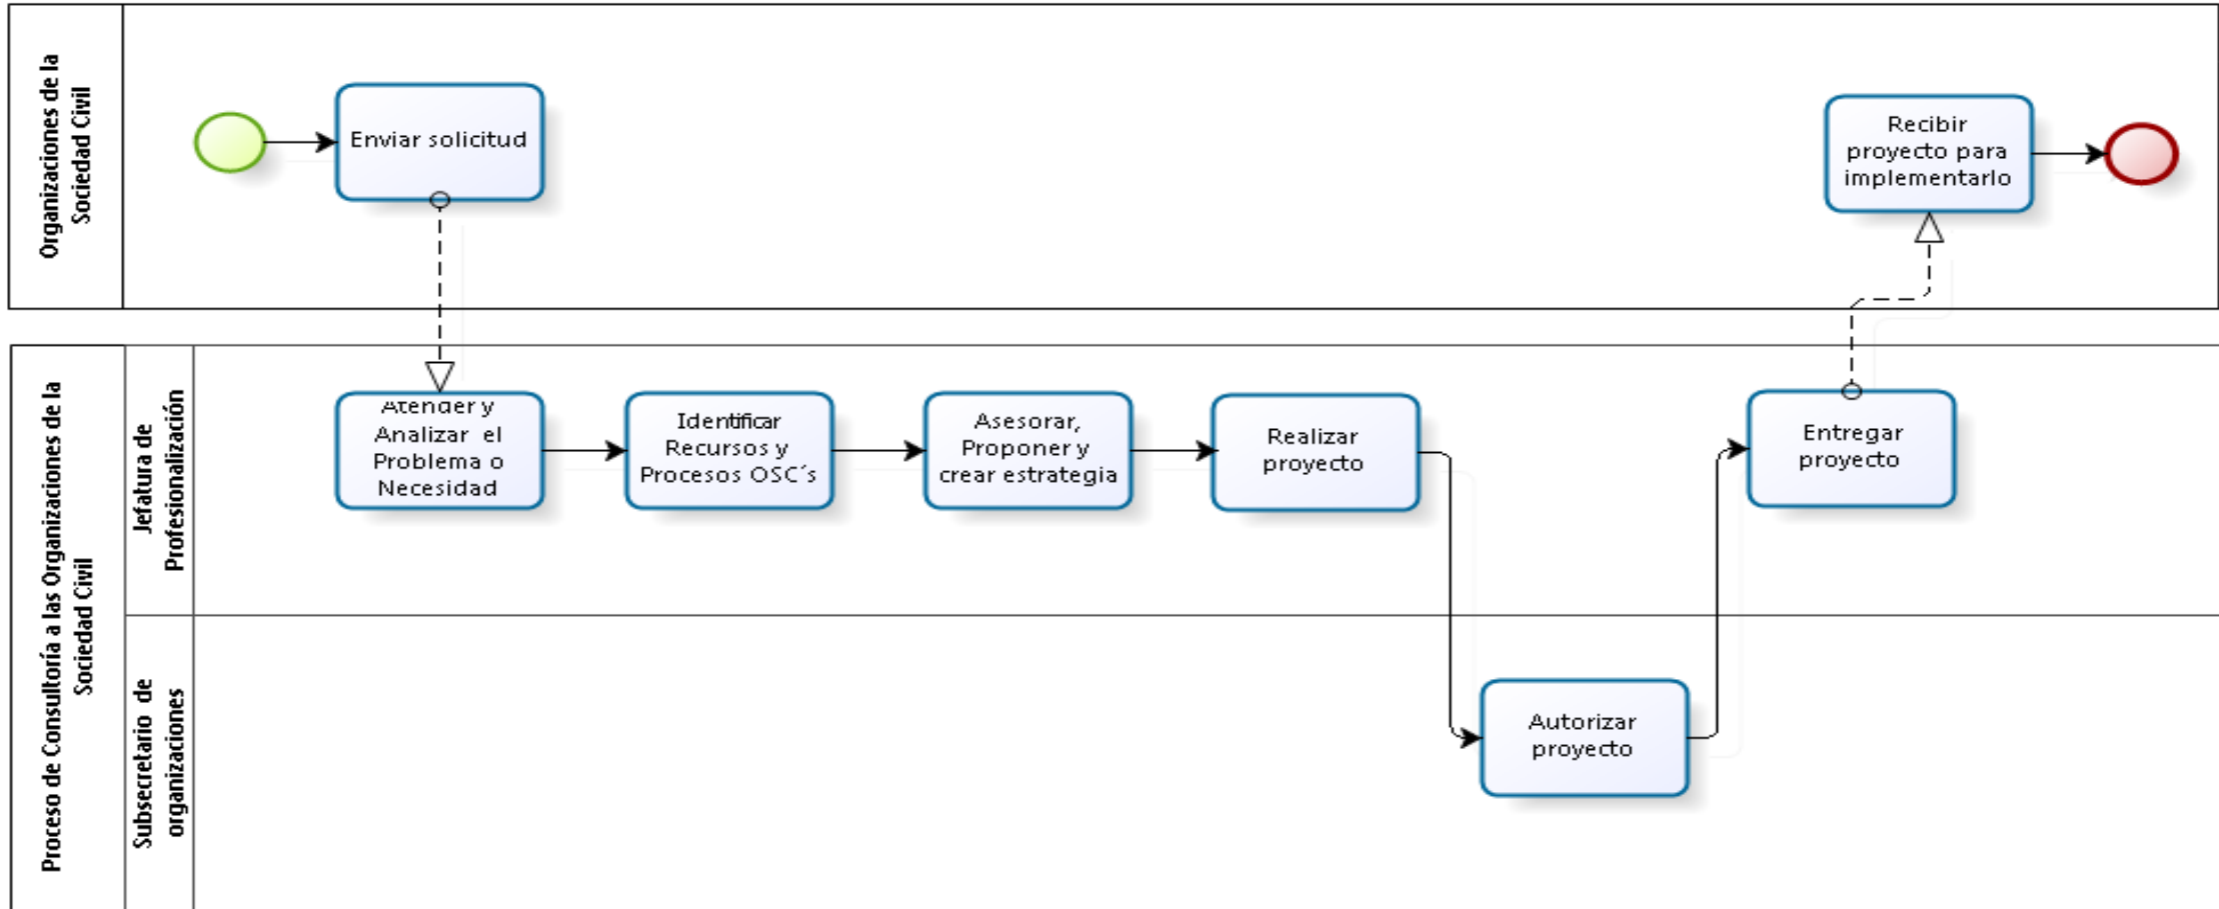 Organizaciones de la
Sociedad Civil
Enviar solicitud
Recibir
proyecto para
implementarlo
Proceso de Consultoría a las Organizaciones de la
Sociedad Civil
Jefatura de
Profesionalización
Atender y
Analizar el
Problema o
Necesidad
Identificar
Recursos y
Procesos OSC´s
Asesorar,
Proponer y
crear estrategia
Realizar
proyecto
Entregar
proyecto
Subsecretario de
organizaciones
Autorizar
proyecto